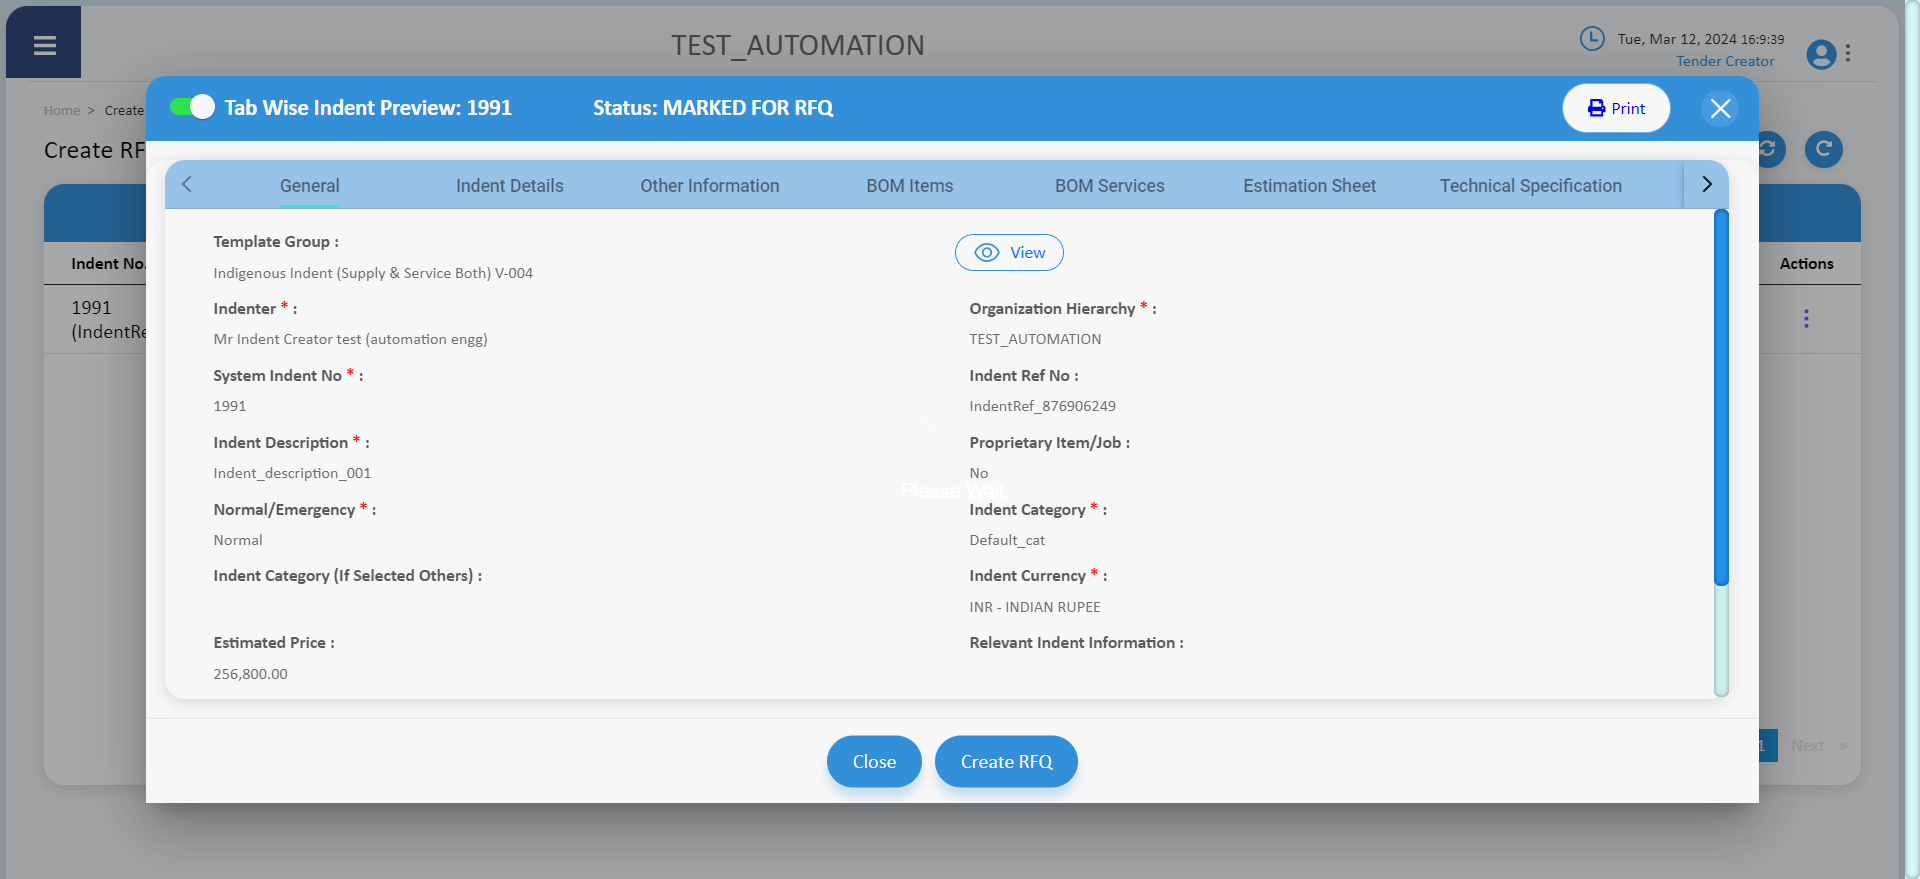 TEST_AUTOMATION
Tue, Mar 12, 2024 16:9:39
Tender Creator
Home > Create
Create RF
Tab Wise Indent Preview: 1991
Status: MARKED FOR RFQ
Print
General
Indent Details
Other Information
BOM Items
BOM Services
Estimation Sheet
Technical Specification
Indent No.
Actions
1991
(IndentRe
Template Group :
Indigenous Indent (Supply & Service Both) V-004
View
Indenter * :
Mr Indent Creator test (automation engg)
Organization Hierarchy * :
TEST_AUTOMATION
System Indent No * :
1991
Indent Ref No :
IndentRef_876906249
Indent Description * :
Indent_description_001
Proprietary Item/Job :
No
Please Wait
Normal/Emergency * :
Normal
Indent Category * :
Default_cat
Indent Category (If Selected Others) :
Indent Currency * :
INR - INDIAN RUPEE
Estimated Price :
256,800.00
Relevant Indent Information :
1
Next »
Close
Create RFQ